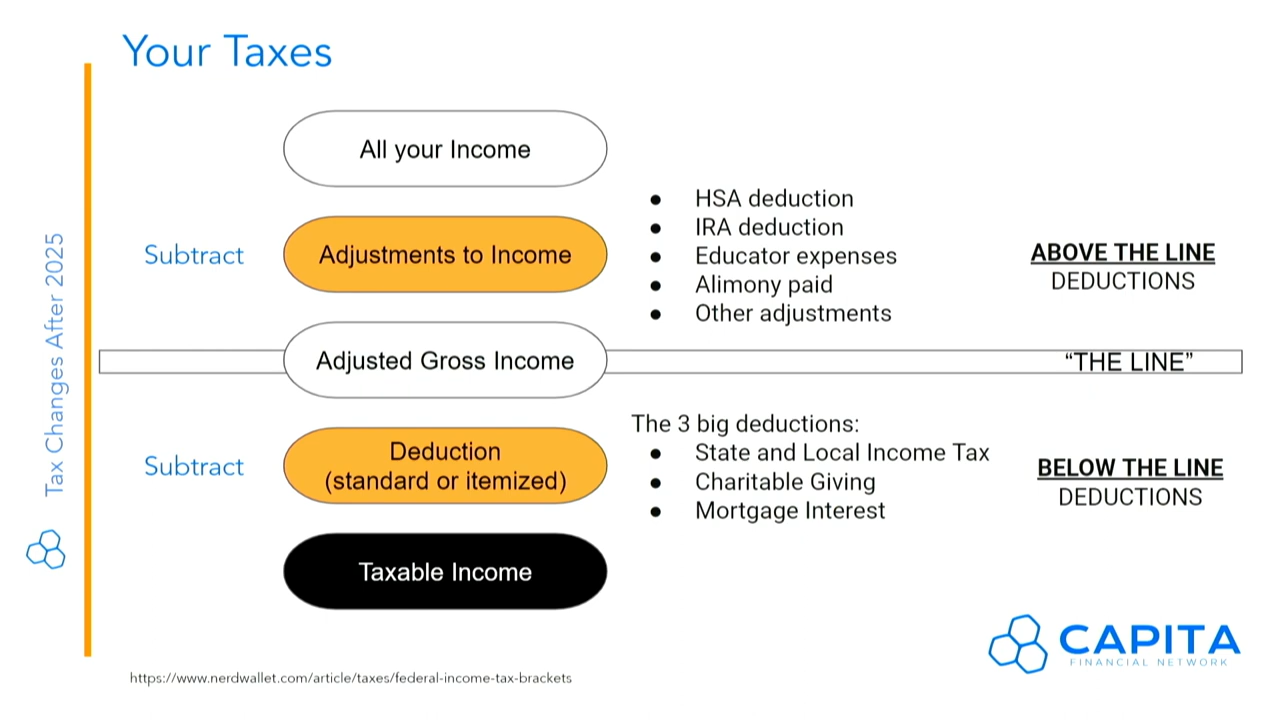 Your Taxes
All your Income
Subtract
Adjustments to Income
● HSA deduction
● IRA deduction
● Educator expenses
● Alimony paid
● Other adjustments
ABOVE THE LINE
DEDUCTIONS
Adjusted Gross Income
“THE LINE”
Subtract
Deduction
(standard or itemized)
The 3 big deductions:
● State and Local Income Tax
● Charitable Giving
● Mortgage Interest
BELOW THE LINE
DEDUCTIONS
Taxable Income
Tax Changes After 2025
CAPITA
FINANCIAL NETWORK
https://www.nerdwallet.com/article/taxes/federal-income-tax-brackets